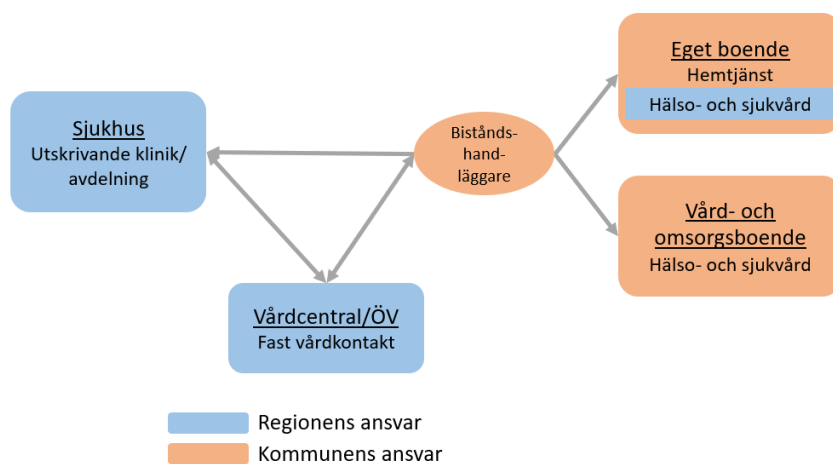 Sjukhus
Utskrivande klinik/
avdelning
Bistånds-
hand-
läggare
Eget boende
Hemtjänst
Hälso- och sjukvård
Vård- och
omsorgsboende
Hälso- och sjukvård
Vårdcentral/ÖV
Fast vårdkontakt
Regionens ansvar
Kommunens ansvar